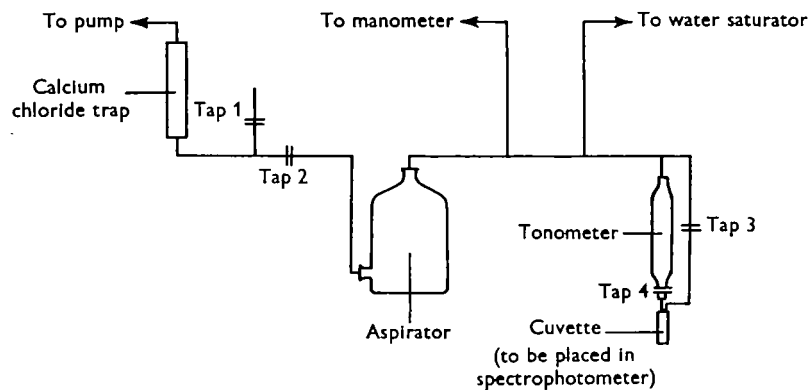 To pump
To manometer
To water saturator
Calcium
chloride trap
Tap 1
Tap 2
Tap 3
Tonometer
Tap 4
Aspirator
Cuvette
(to be placed in
spectrophotometer)